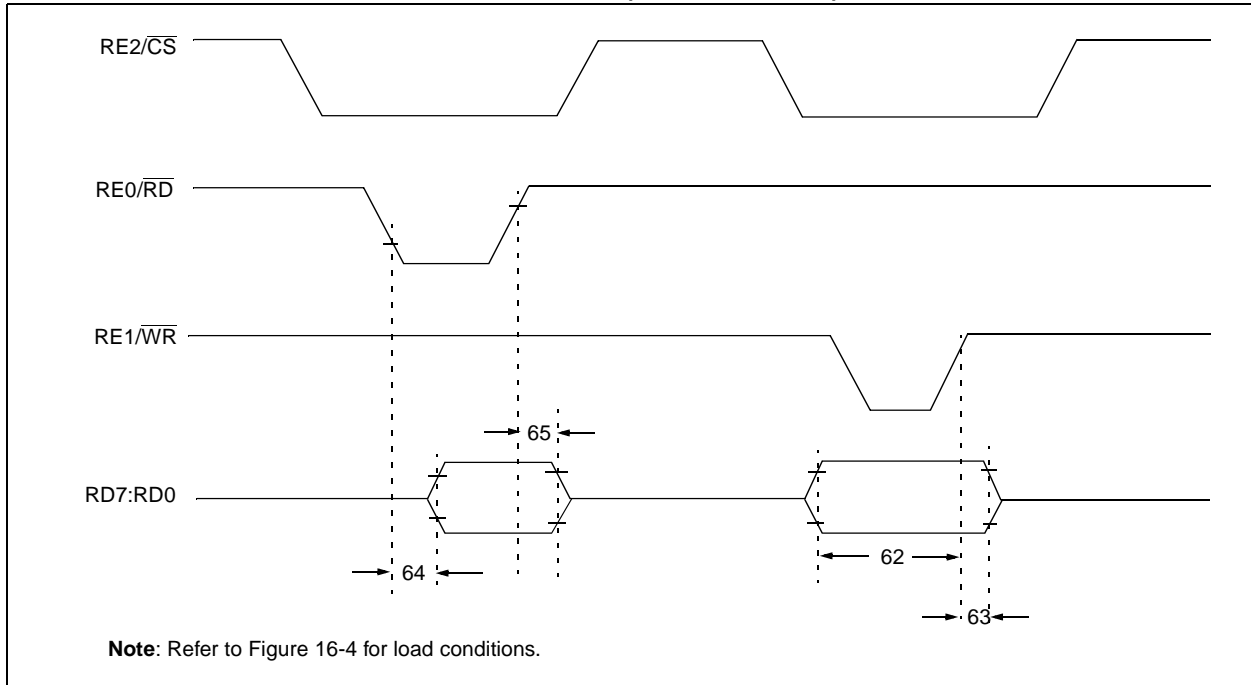 RE2/CS
RE0/RD
RE1/WR
65
RD7:RD0
62
64
63
Note: Refer to Figure 16-4 for load conditions.